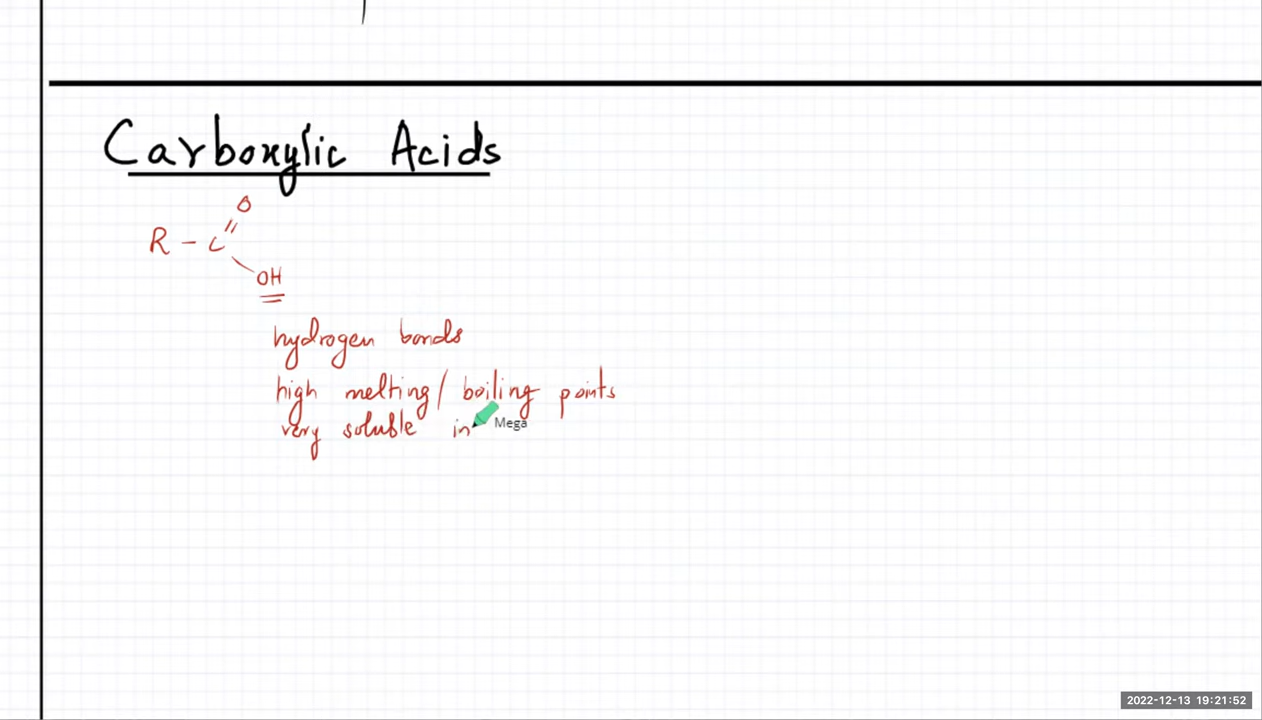 Carboxylic Acids
O
R - C
OH
hydrogen bonds
high melting/ boiling points
very soluble in
Mega
2022-12-13 19:21:52